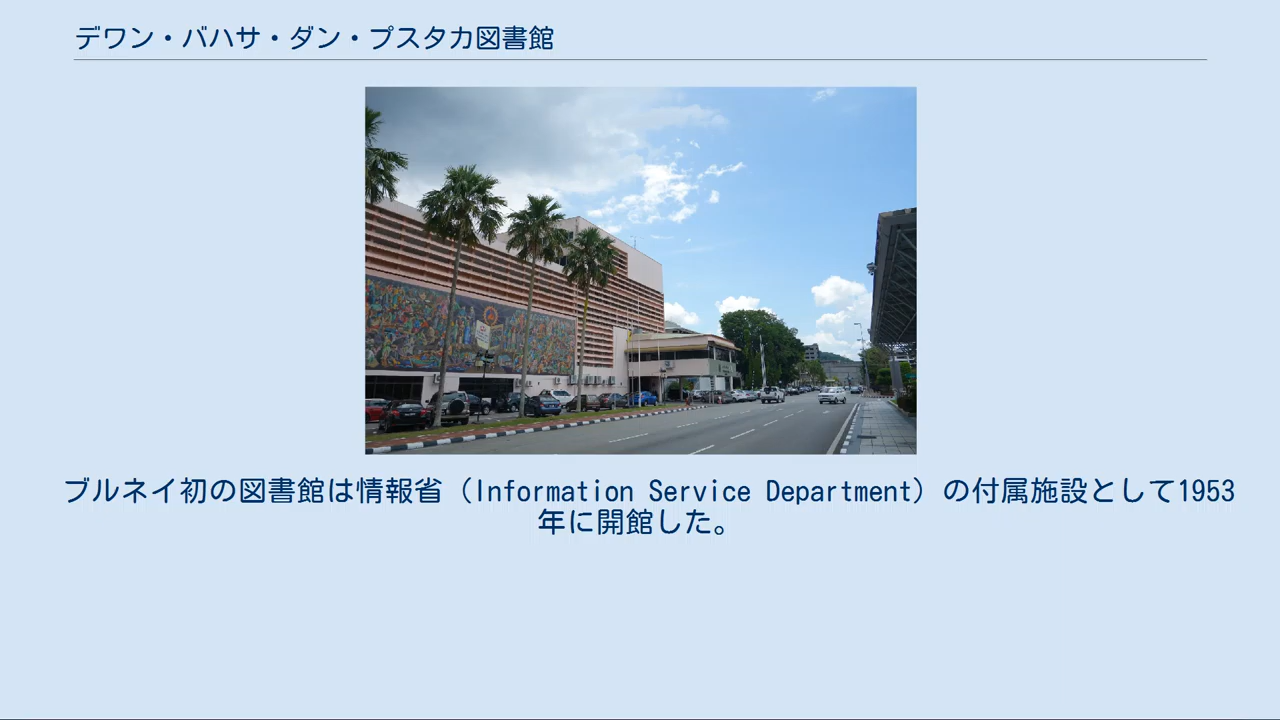 デワン・バハサ・ダン・プスタカ図書館
ブルネイ初の図書館は情報省（Information Service Department）の付属施設として1953
年に開館した。